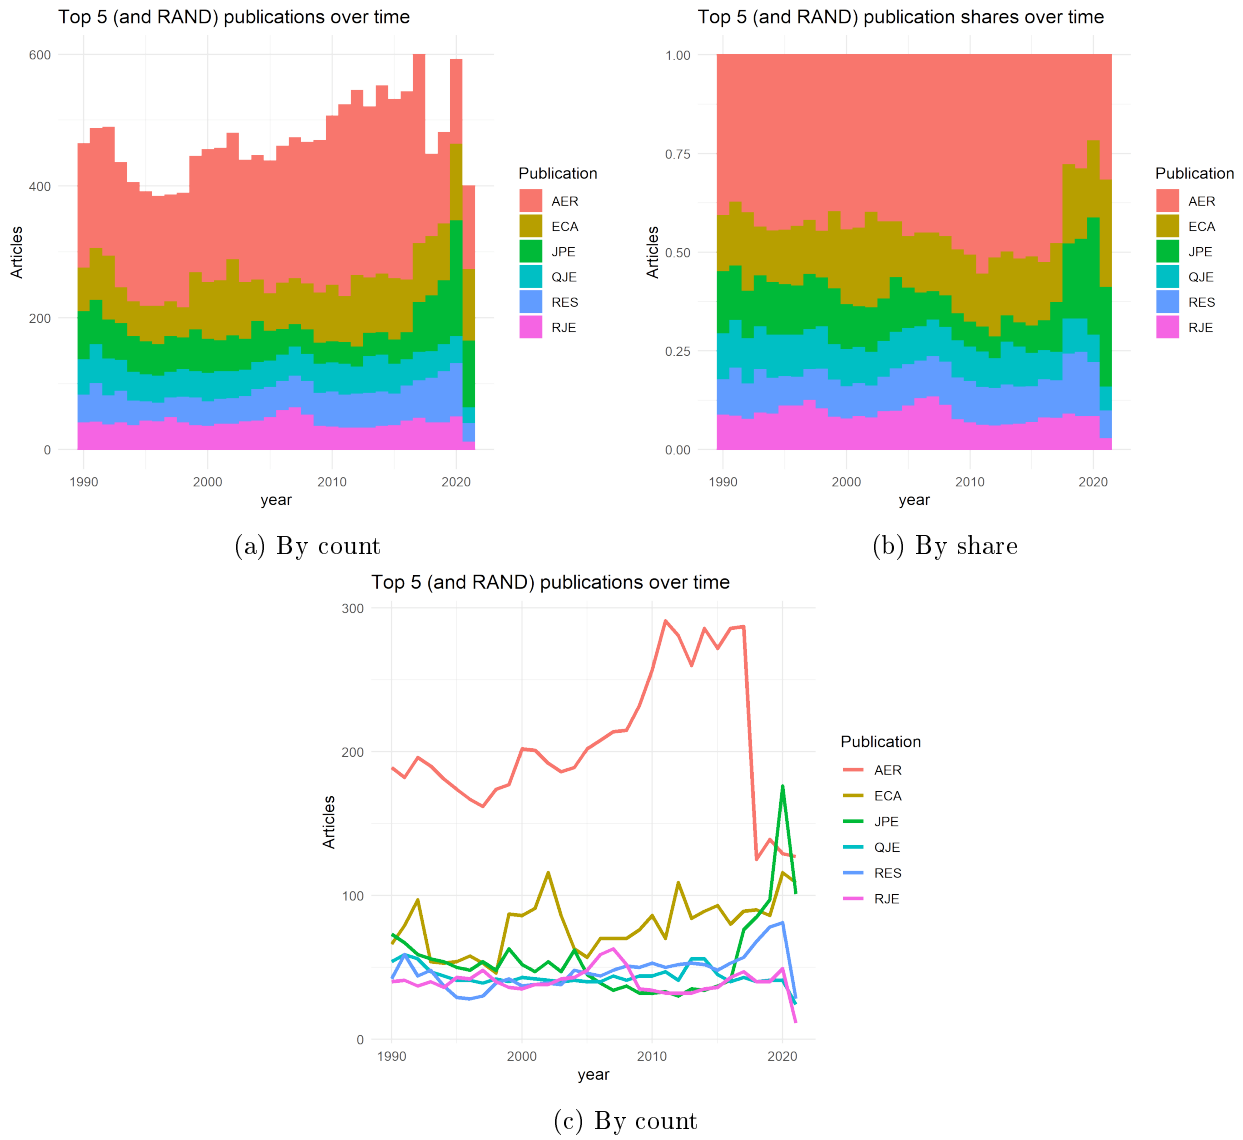 Top 5 (and RAND) publications over time
600
400
200
0
Articles
1990
2000
2010
2020
year
Publication
AER
ECA
JPE
QJE
RES
RJE
(a) By count
Top 5 (and RAND) publication shares over time
1.00
0.75
0.50
0.25
0.00
Articles
1990
2000
2010
2020
year
Publication
AER
ECA
JPE
QJE
RES
RJE
(b) By share
Top 5 (and RAND) publications over time
300
200
100
0
Articles
1990
2000
2010
2020
year
Publication
AER
ECA
JPE
QJE
RES
RJE
(c) By count